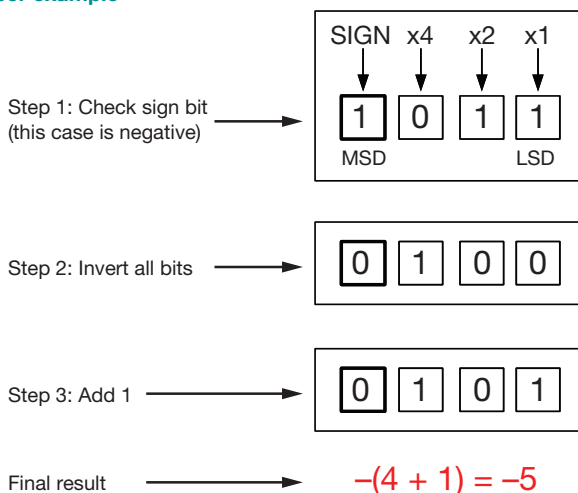 SIGN x4 x2 x1
Step 1: Check sign bit
(this case is negative)
1 0 1 1
MSD LSD
Step 2: Invert all bits
0 1 0 0
Step 3: Add 1
0 1 0 1
Final result
–(4 + 1) = –5